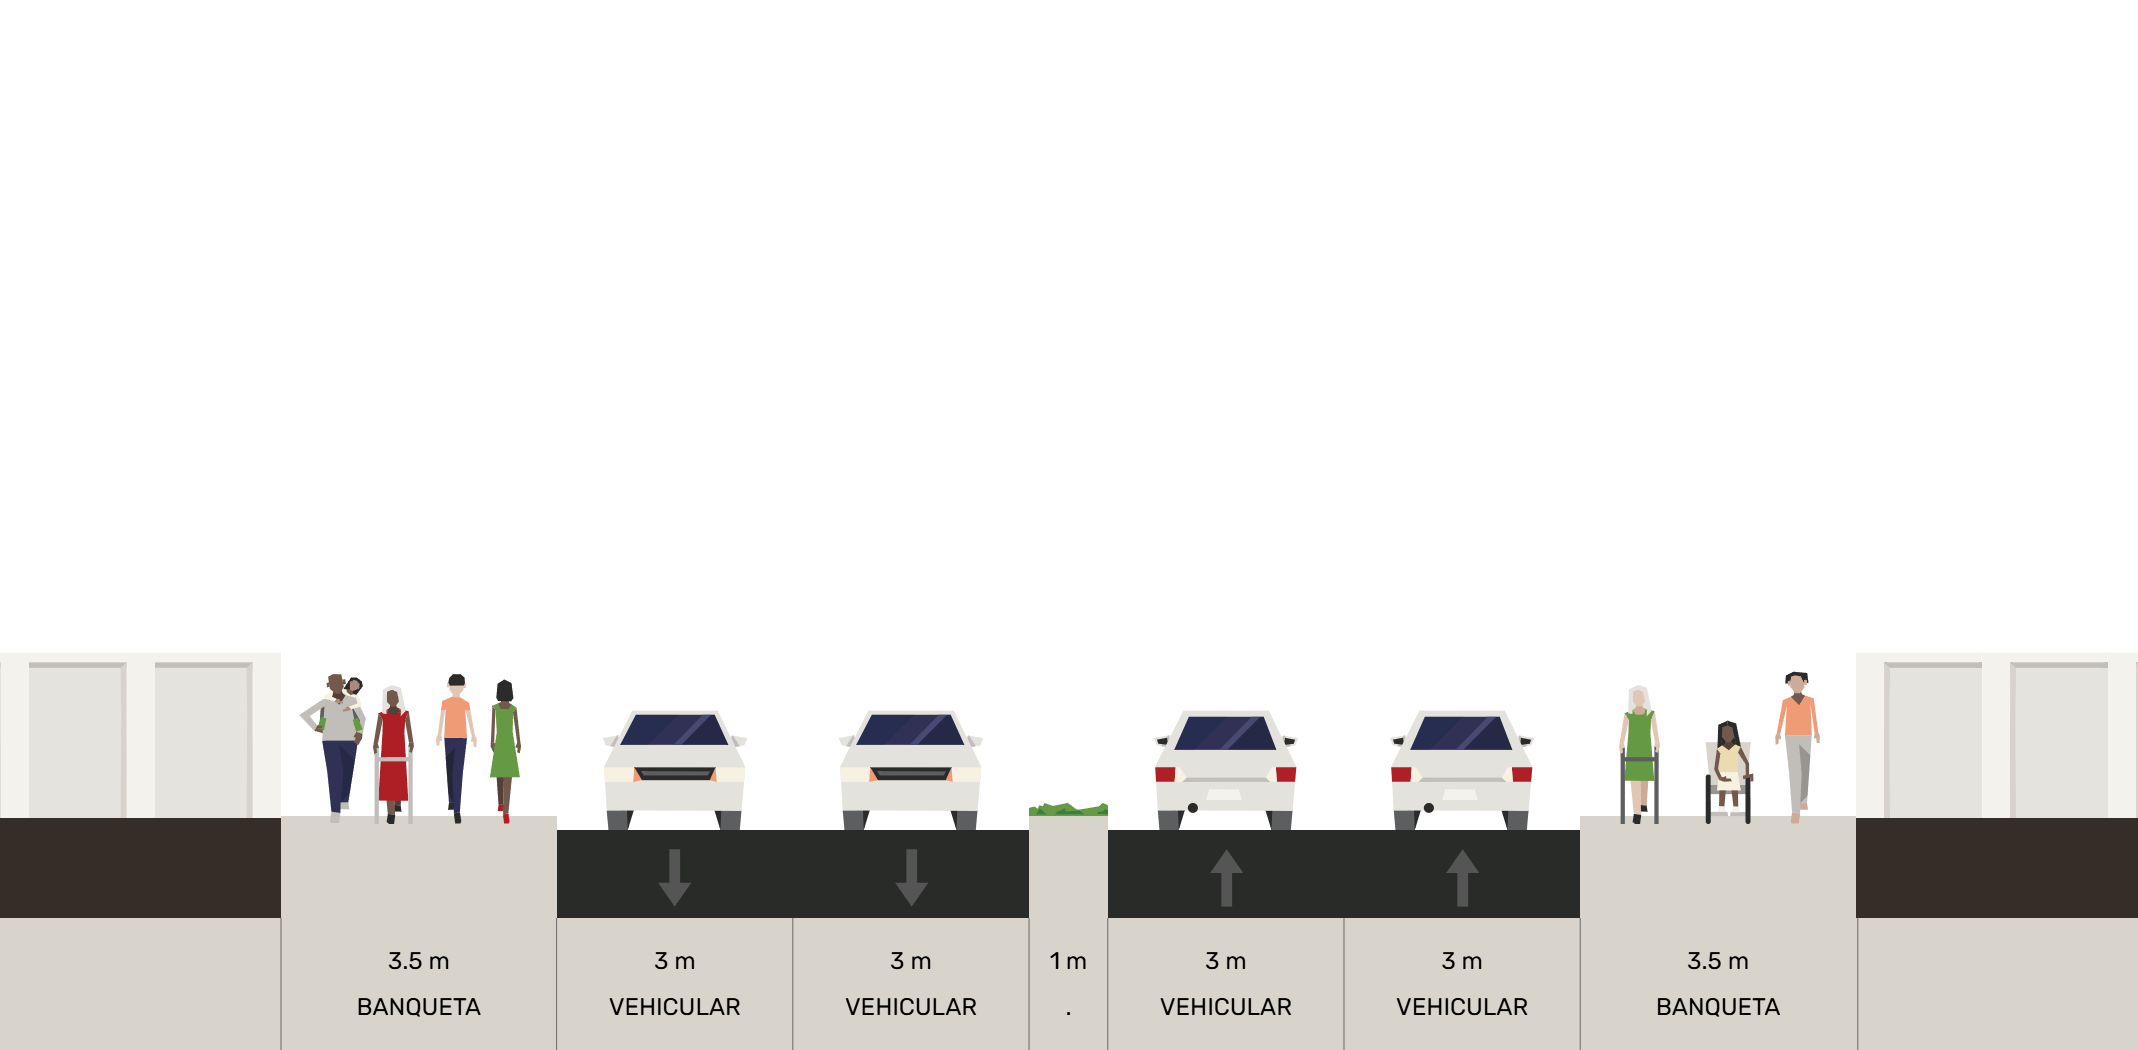 3.5 m
BANQUETA
3 m
VEHICULAR
3 m
VEHICULAR
1 m
.
3 m
VEHICULAR
3 m
VEHICULAR
3.5 m
BANQUETA